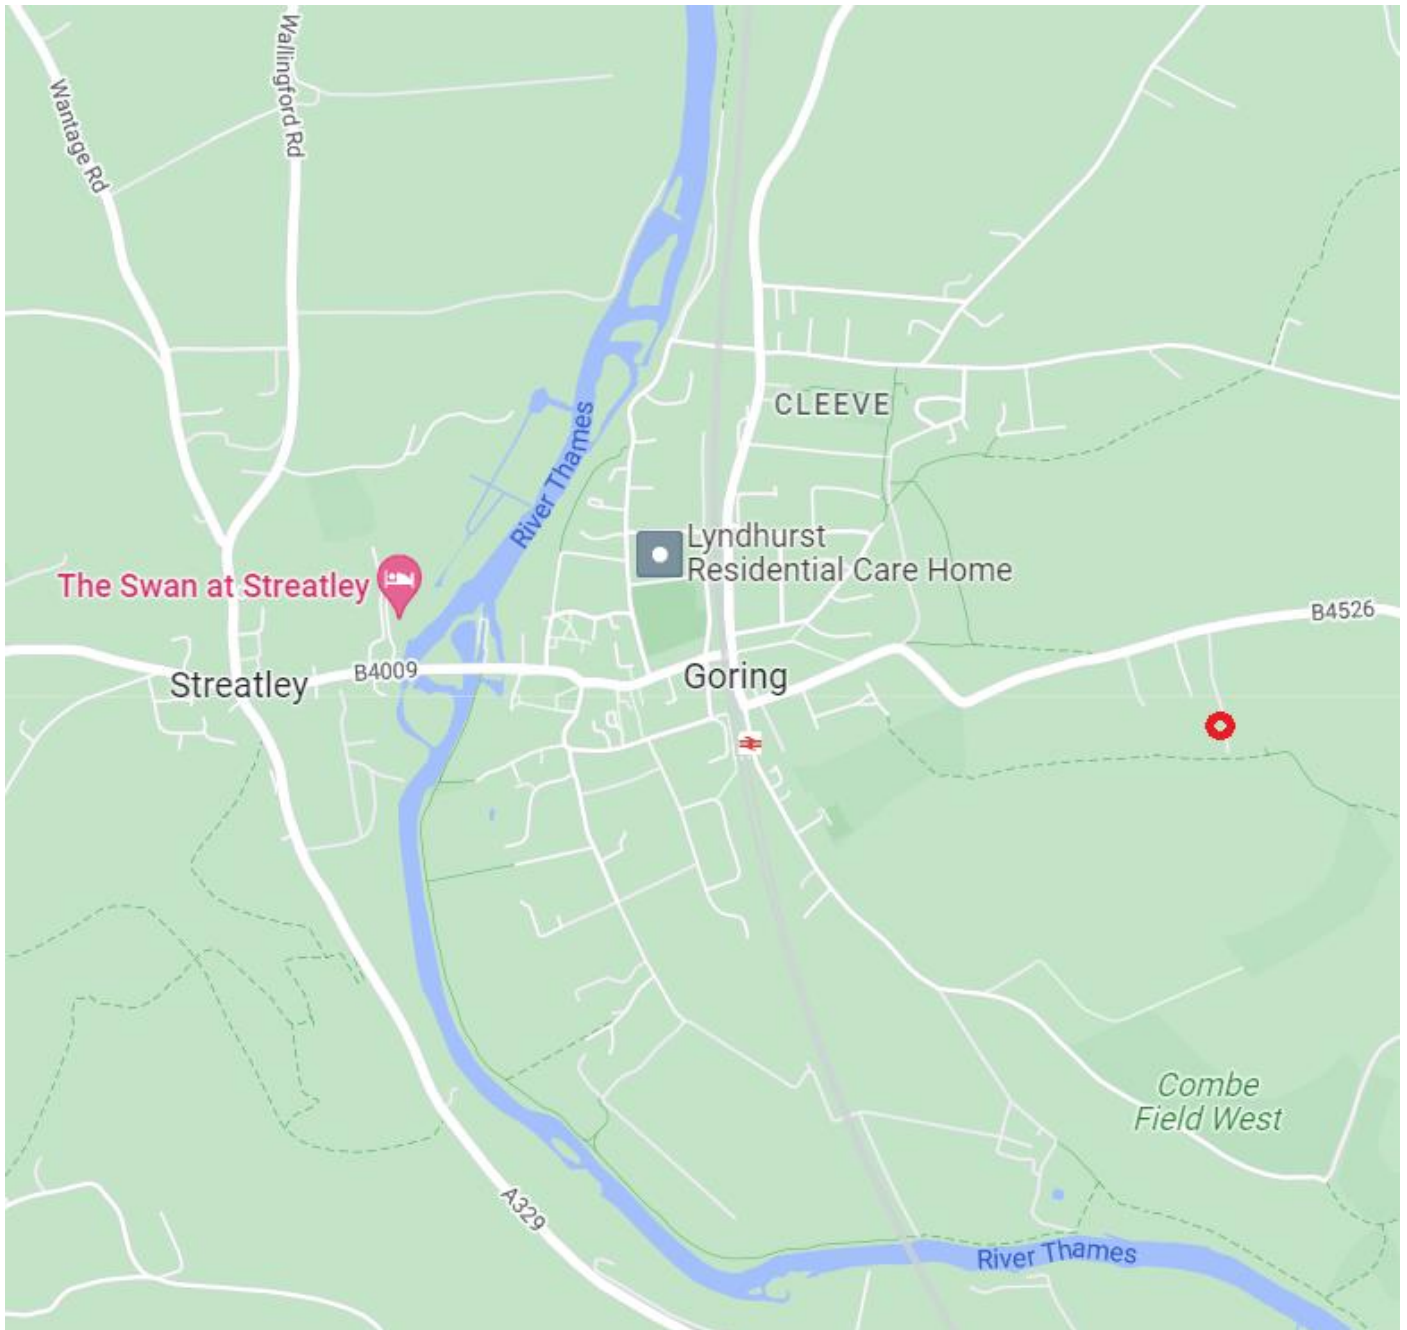 Wallingford Rd
Wantage Rd
CLEEVE
River Thames
Lyndhurst
Residential Care Home
The Swan at Streatley
B4526
B4009
Streatley
Goring
Combe
Field West
A329
River Thames